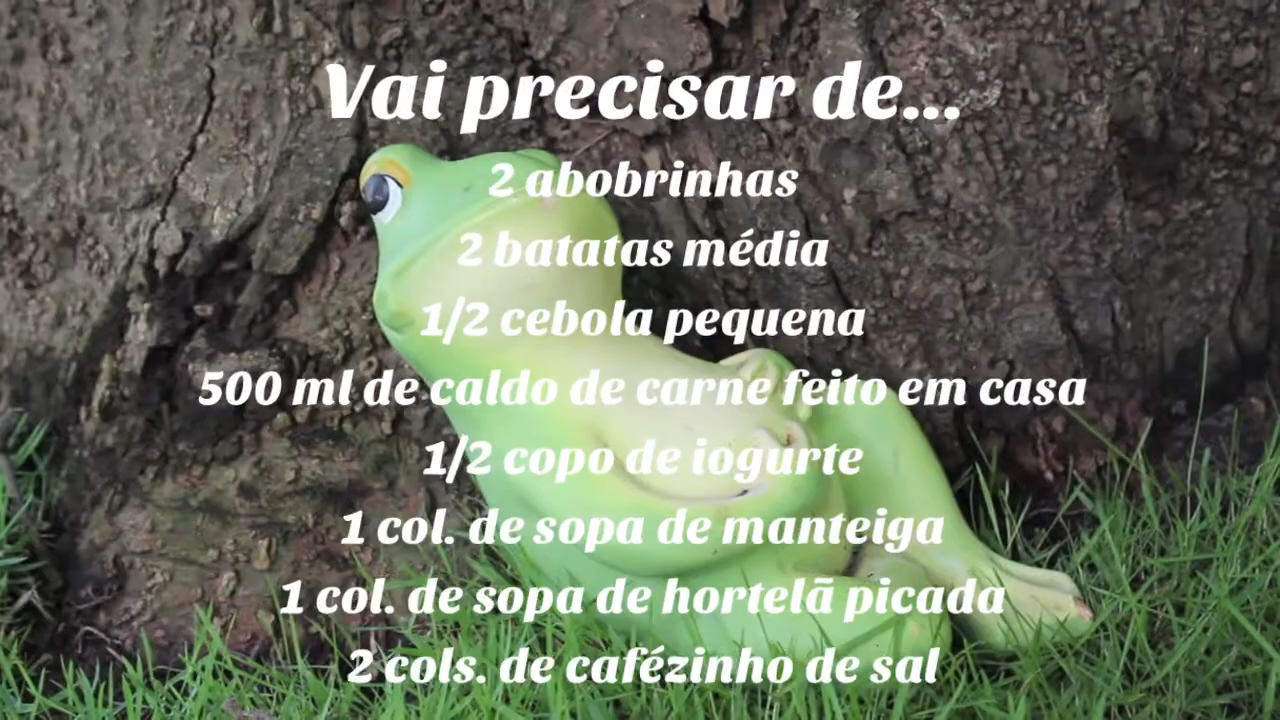 Vai precisar de...
2 abobrinhas
2 batatas média
1/2 cebola pequena
500 ml de caldo de carne feito em casa
1/2 copo de iogurte
1 col. de sopa de manteiga
1 col. de sopa de hortelã picada
2 cols. de cafézinho de sal